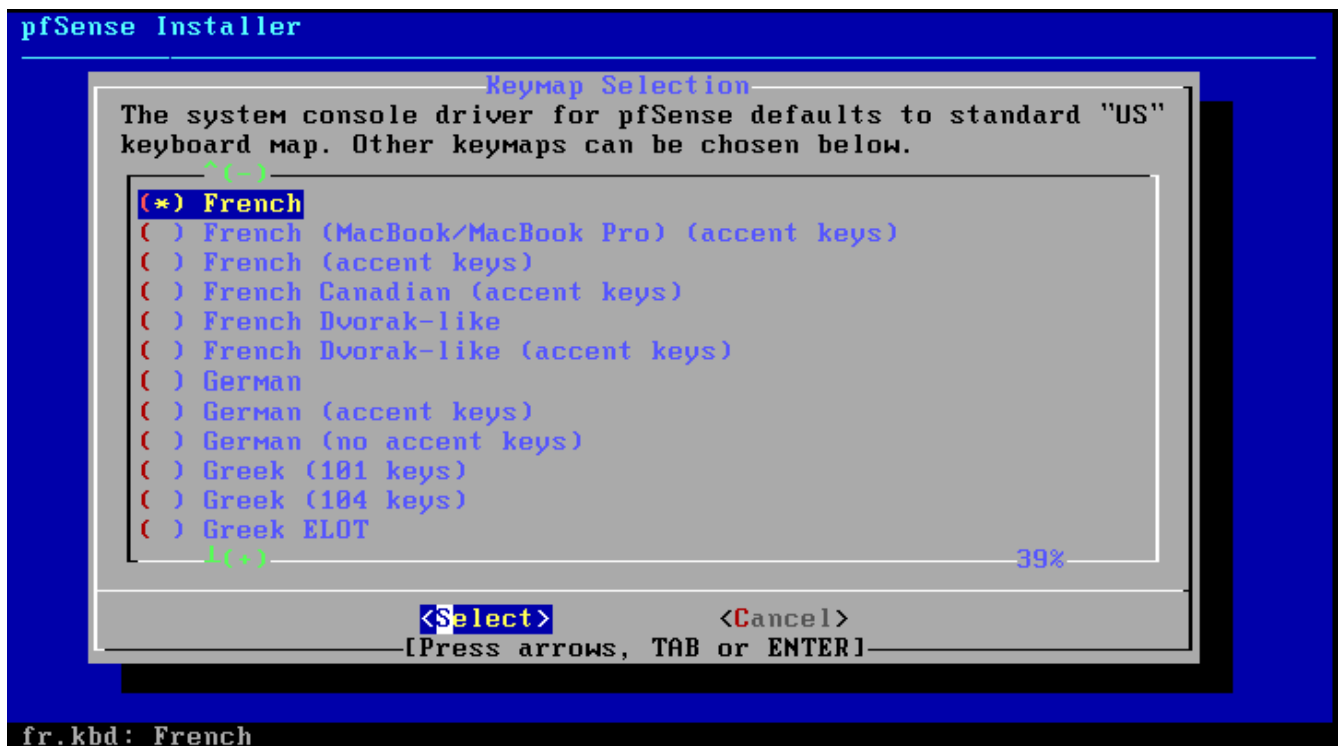 pfSense Installer
Keymap Selection
The system console driver for pfSense defaults to standard "US"
keyboard map. Other keymaps can be chosen below.
^(-)
(*) French
( ) French (MacBook/MacBook Pro) (accent keys)
( ) French (accent keys)
( ) French Canadian (accent keys)
( ) French Dvorak-like
( ) French Dvorak-like (accent keys)
( ) German
( ) German (accent keys)
( ) German (no accent keys)
( ) Greek (101 keys)
( ) Greek (104 keys)
( ) Greek ELOT
┴(+) 39%
<Select> <Cancel>
[Press arrows, TAB or ENTER]
fr.kbd: French